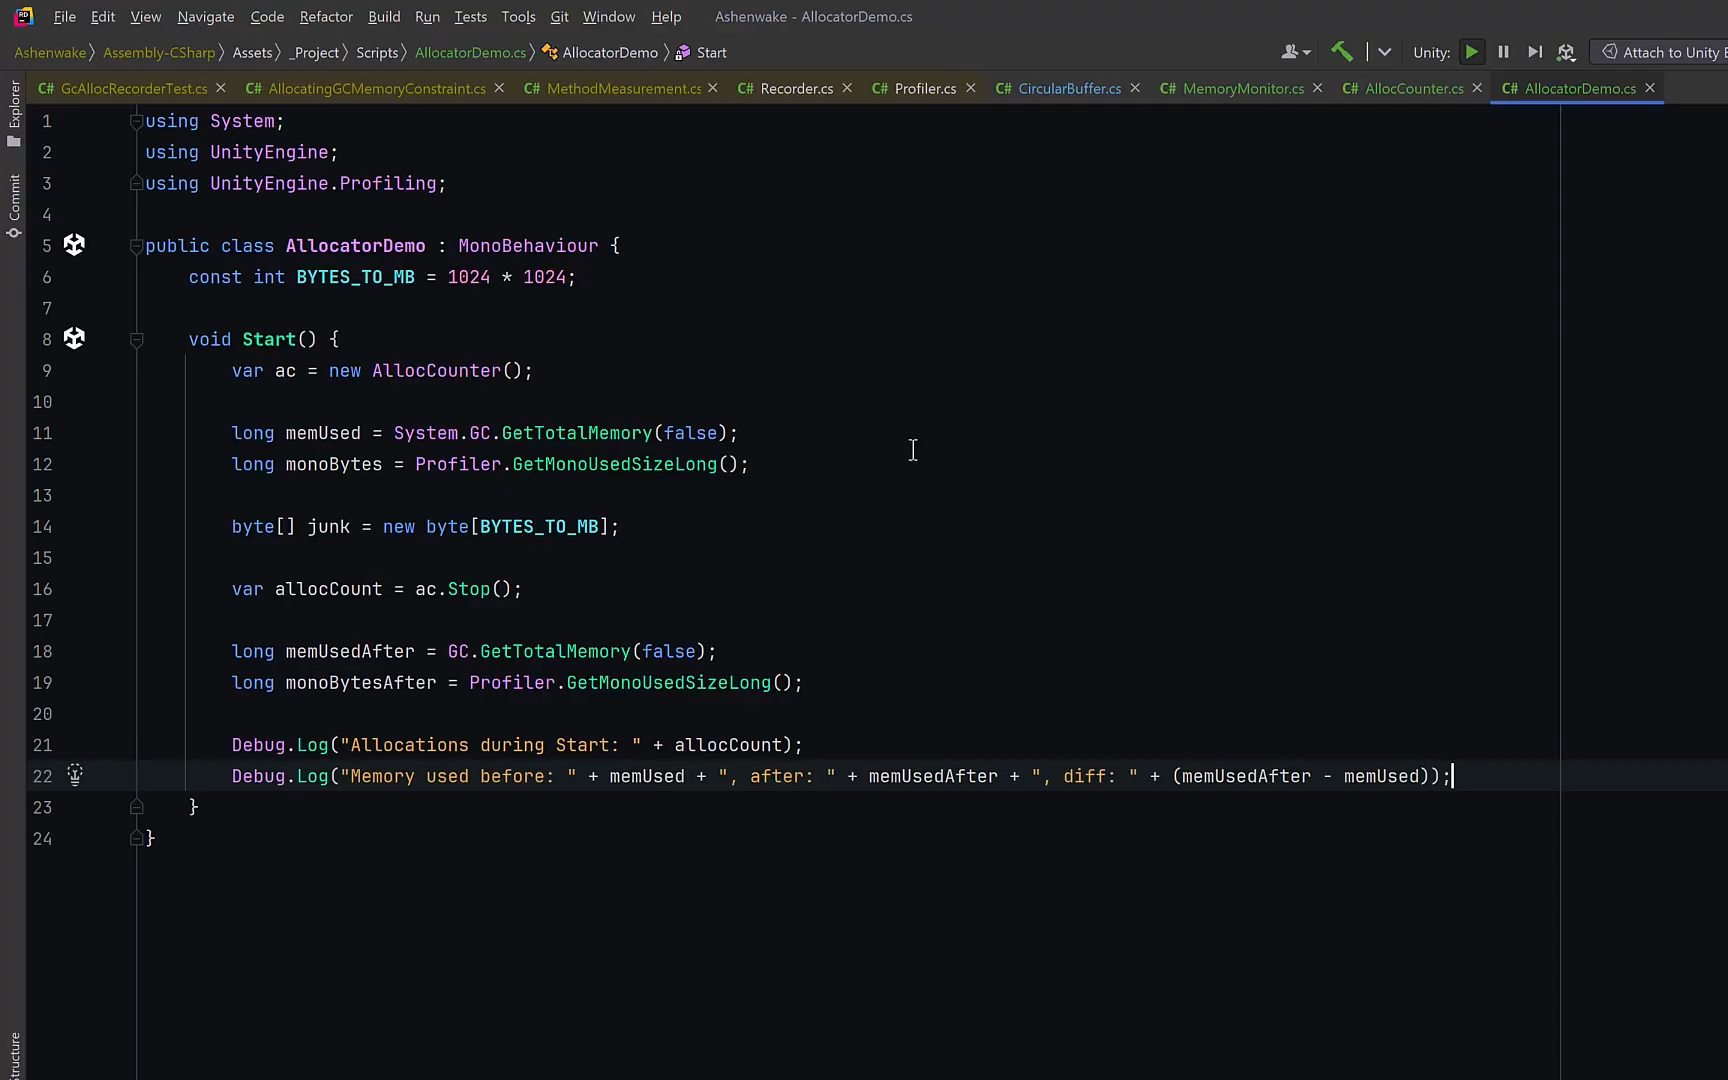 File Edit View Navigate Code Refactor Build Run Tests Tools Git Window Help Ashenwake - AllocatorDemo.cs
Ashenwake Assembly-CSharp Assets _Project Scripts AllocatorDemo.cs AllocatorDemo Start Unity: Attach to Unity E
C# GcAllocRecorderTest.cs C# AllocatingGCMemoryConstraint.cs C# MethodMeasurement.cs C# Recorder.cs C# Profiler.cs C# CircularBuffer.cs C# MemoryMonitor.cs C# AllocCounter.cs C# AllocatorDemo.cs
Explorer
Commit
Structure
1 using System;
2 using UnityEngine;
3 using UnityEngine.Profiling;
4
5 public class AllocatorDemo : MonoBehaviour {
6 const int BYTES_TO_MB = 1024 * 1024;
7
8 void Start() {
9 var ac = new AllocCounter();
10
11 long memUsed = System.GC.GetTotalMemory(false);
12 long monoBytes = Profiler.GetMonoUsedSizeLong();
13
14 byte[] junk = new byte[BYTES_TO_MB];
15
16 var allocCount = ac.Stop();
17
18 long memUsedAfter = GC.GetTotalMemory(false);
19 long monoBytesAfter = Profiler.GetMonoUsedSizeLong();
20
21 Debug.Log("Allocations during Start: " + allocCount);
22 Debug.Log("Memory used before: " + memUsed + ", after: " + memUsedAfter + ", diff: " + (memUsedAfter - memUsed));
23 }
24 }